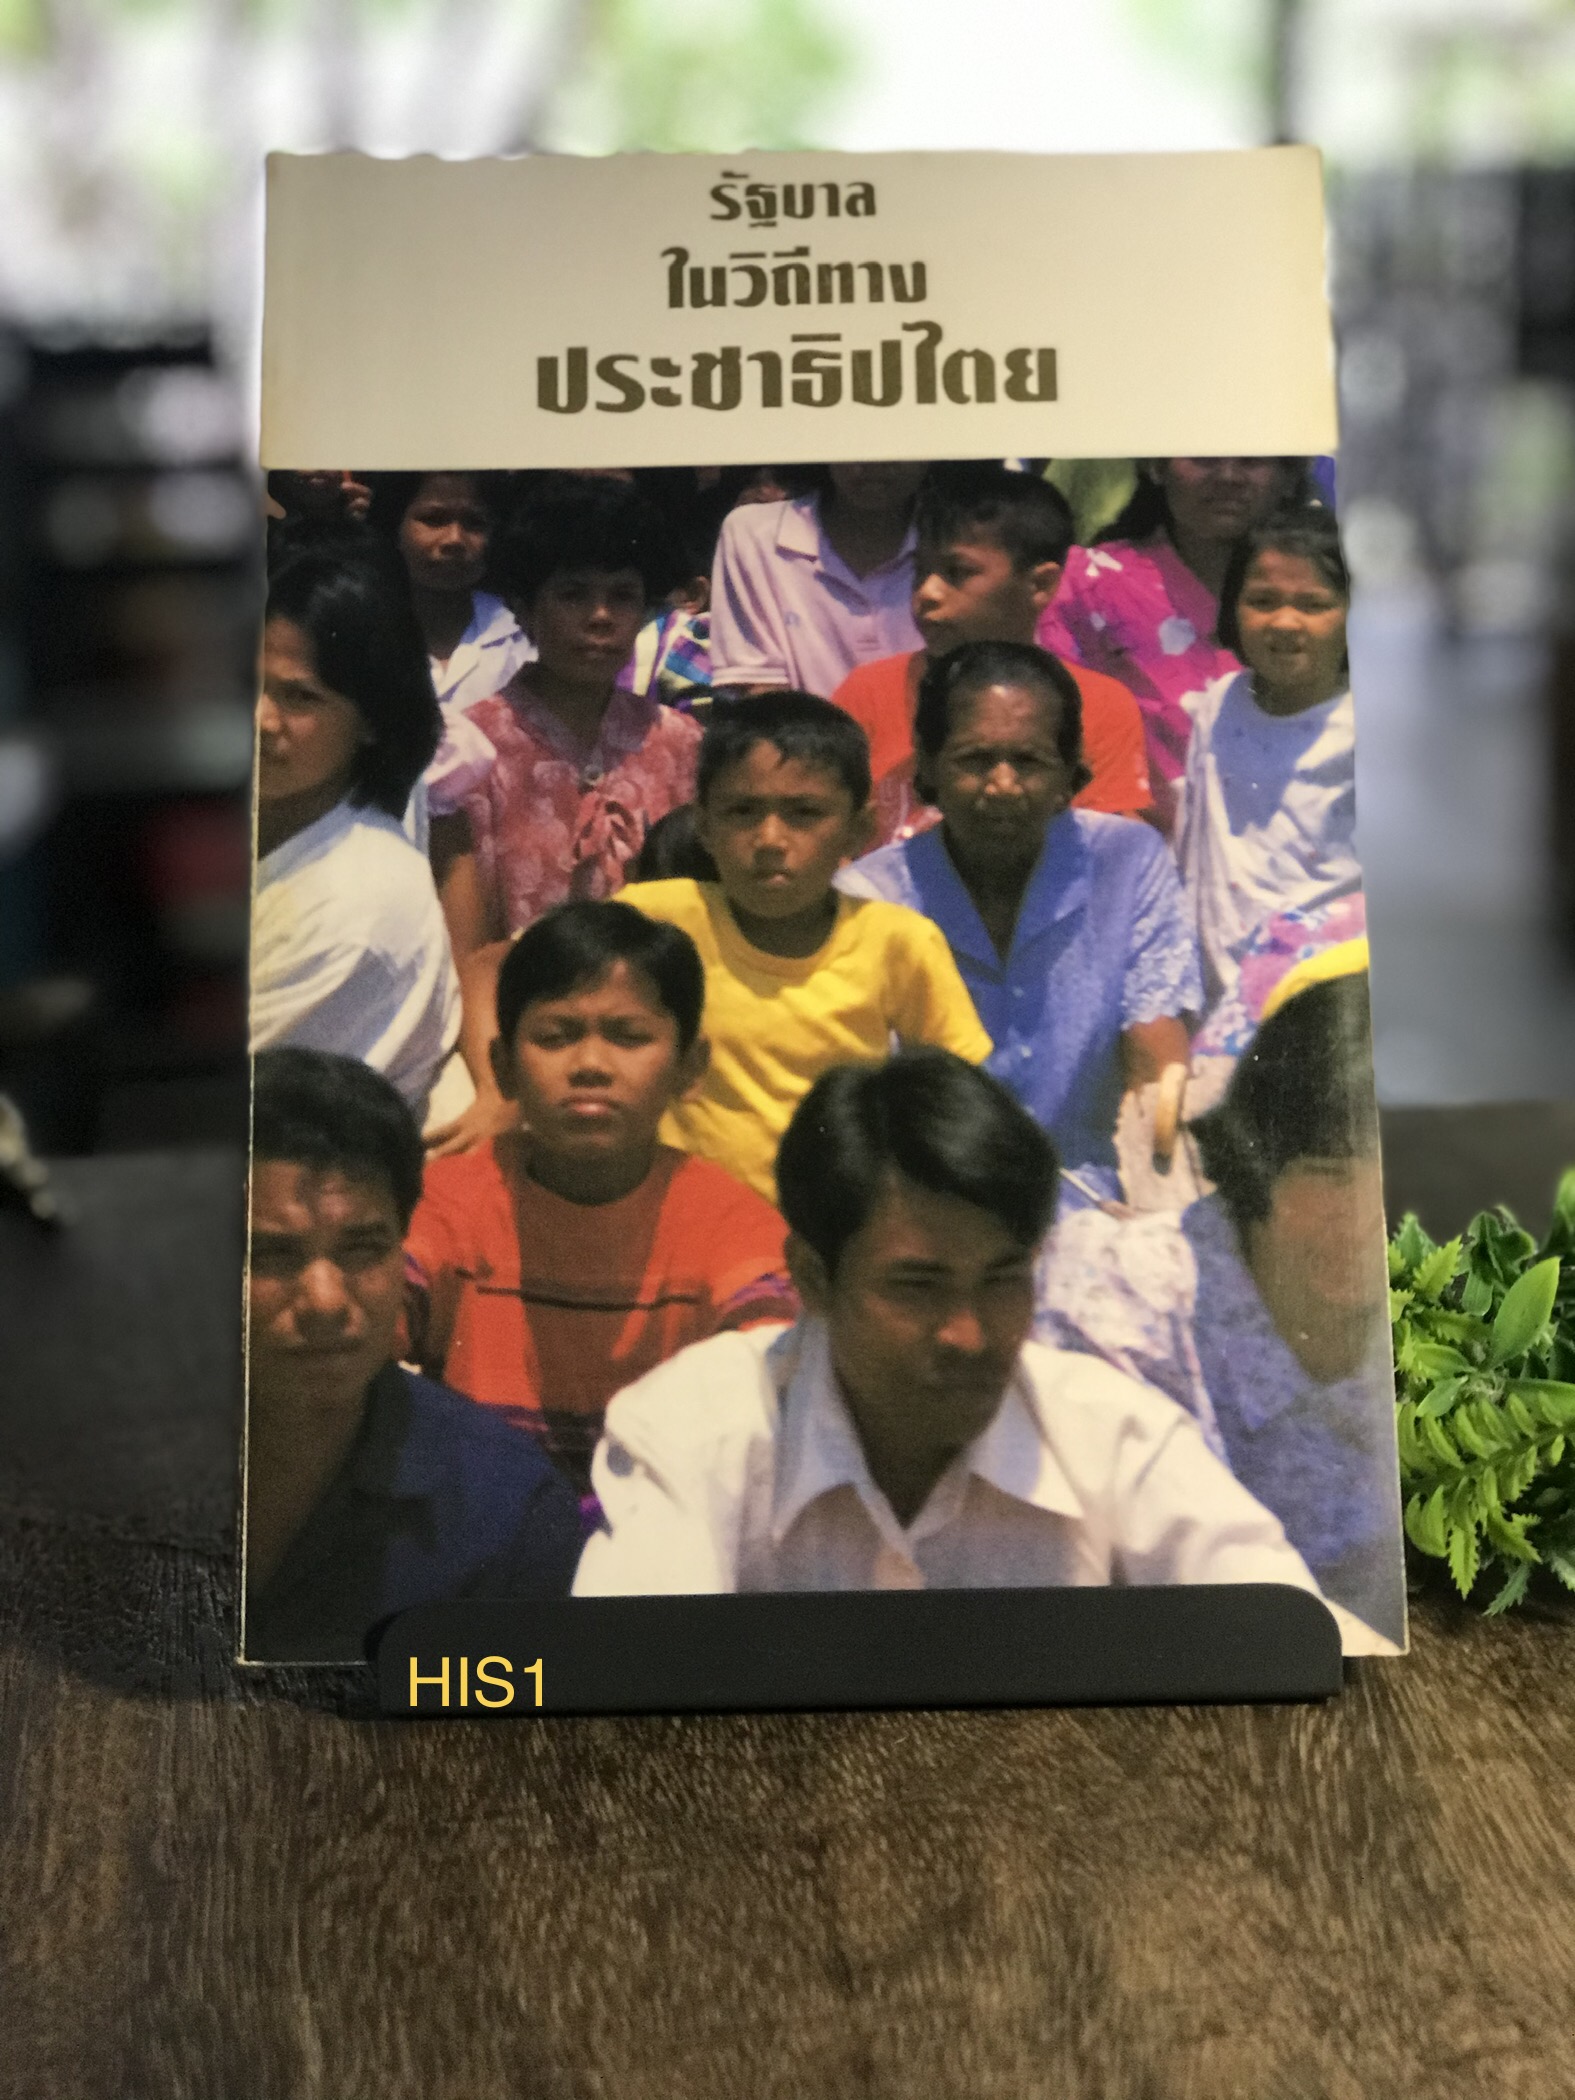 รัฐบาล
ในวิถีทาง
ประชาธิปไตย
HIS1